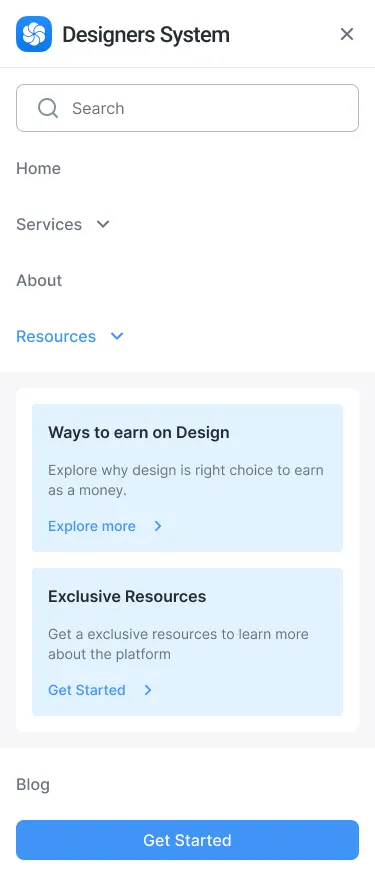 Designers System
Search
Home
Services
About
Resources
Ways to earn on Design
Explore why design is right choice to earn
as a money.
Explore more
Exclusive Resources
Get a exclusive resources to learn more
about the platform
Get Started
Blog
Get Started